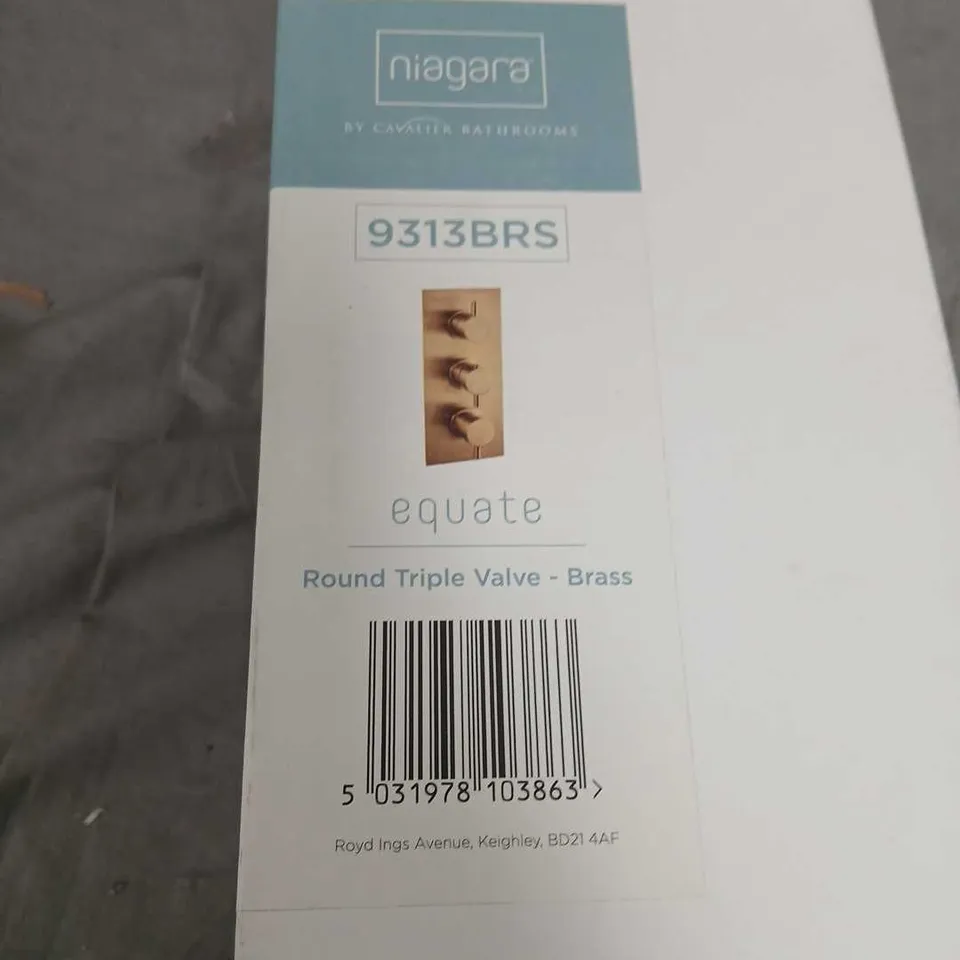 niagara
BY CAVALIER BATHROOMS
9313BRS
equate
Round Triple Valve - Brass
5 031978 103863 >
Royd Ings Avenue, Keighley, BD21 4AF